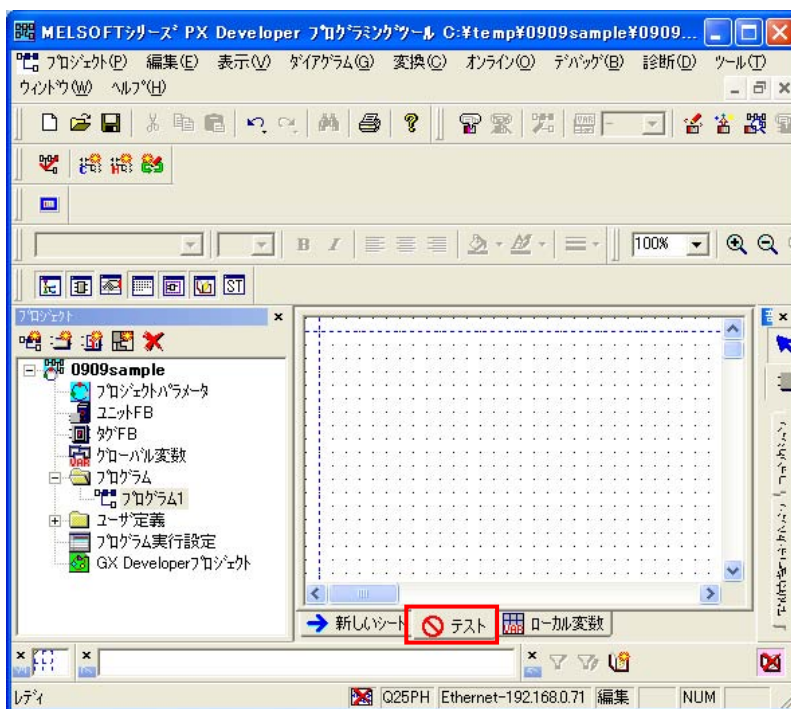 MELSOFTシリーズ PX Developer プログラミングツール C:¥temp¥0909sample¥0909...
プロジェクト(P) 編集(E) 表示(V) ダイアグラム(G) 変換(C) オンライン(O) デバッグ(B) 診断(D) ツール(T)
ウィンドウ(W) ヘルプ(H)
B I 100%
ST
プロジェクト
0909sample
プロジェクトパラメータ
ユニットFB
タグFB
グローバル変数
プログラム
プログラム1
ユーザ定義
プログラム実行設定
GX Developerプロジェクト
新しいシート テスト ローカル変数
レディ Q25PH Ethernet-192.168.0.71 編集 NUM